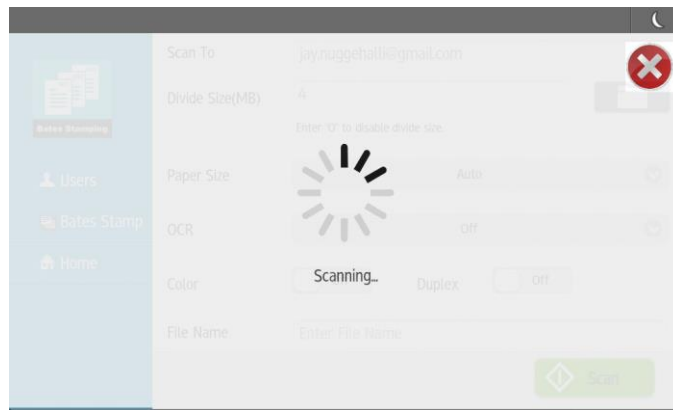 Scan To jay.nuggehalli@gmail.com
Divide Size(MB) 4
Enter '0' to disable divide size.
Bates Stamping
Users
Paper Size Auto
Bates Stamp
OCR Off
Home
Scanning...
Color Duplex Off
File Name Enter File Name
Scan